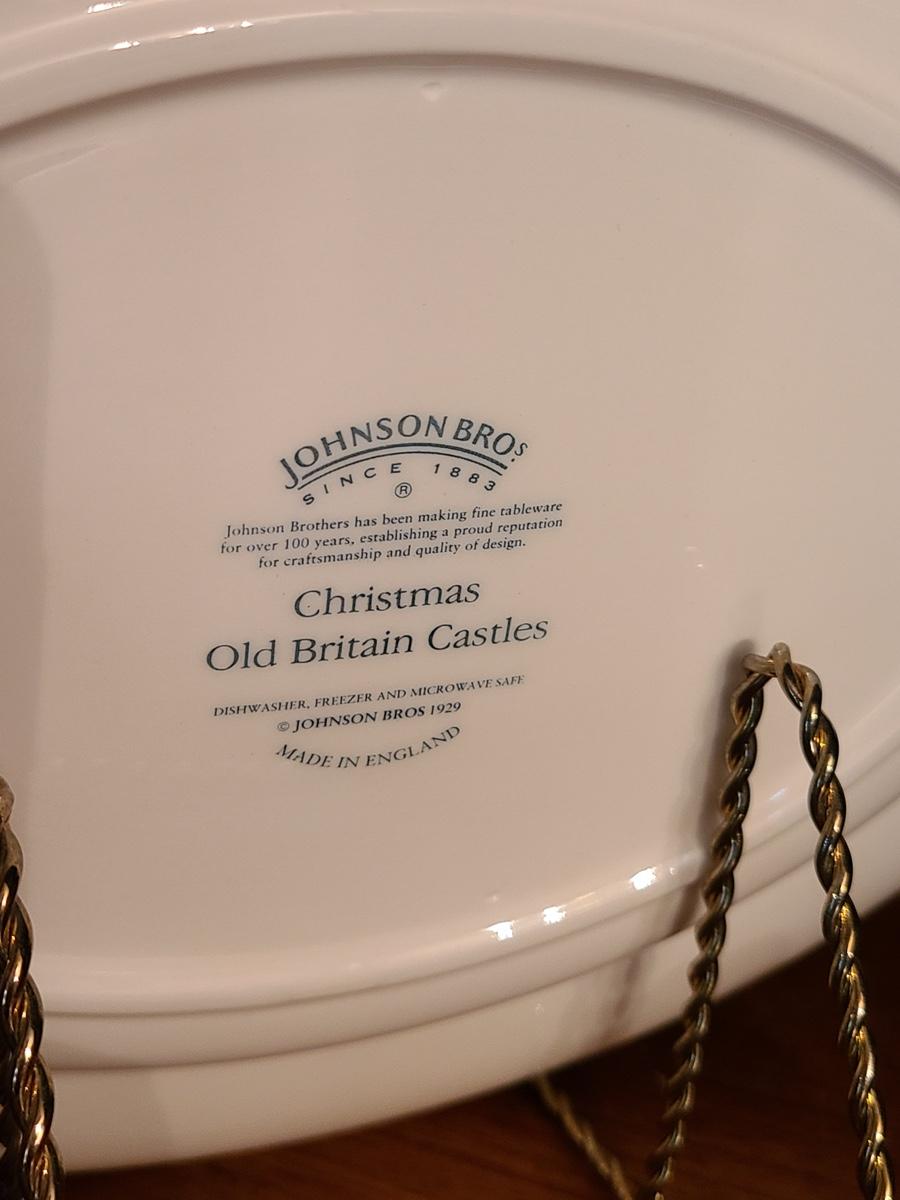 JOHNSON BROS.
SINCE 1883
®
Johnson Brothers has been making fine tableware
for over 100 years, establishing a proud reputation
for craftsmanship and quality of design.
Christmas
Old Britain Castles
DISHWASHER, FREEZER AND MICROWAVE SAFE
© JOHNSON BROS 1929
MADE IN ENGLAND